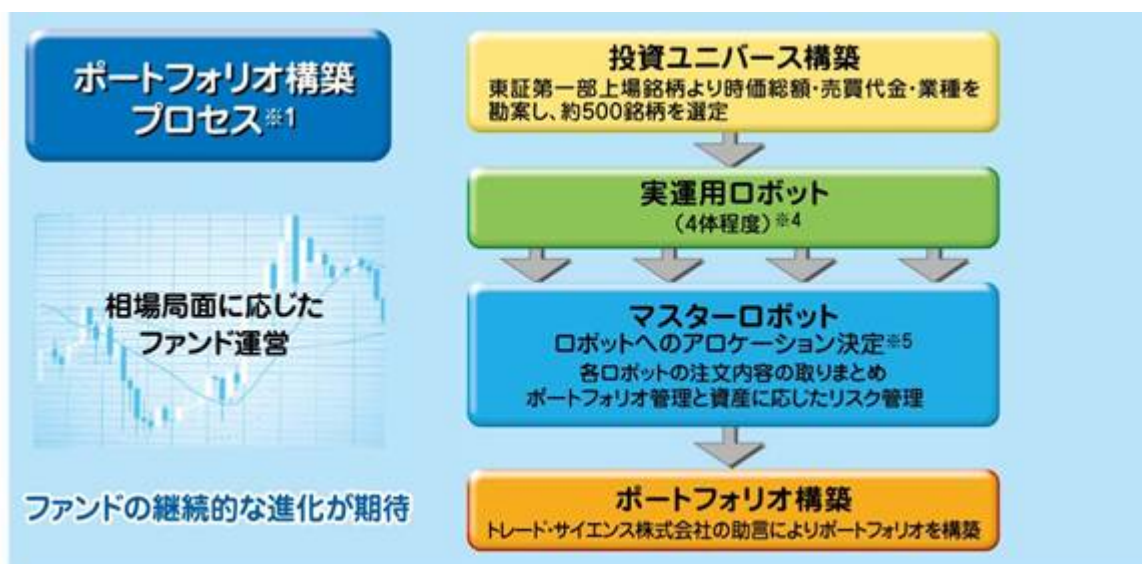 ポートフォリオ構築
プロセス※1
相場局面に応じた
ファンド運営
ファンドの継続的な進化が期待
投資ユニバース構築
東証第一部上場銘柄より時価総額・売買代金・業種を
勘案し、約500銘柄を選定
実運用ロボット
(4体程度)※4
マスターロボット
ロボットへのアロケーション決定※5
各ロボットの注文内容の取りまとめ
ポートフォリオ管理と資産に応じたリスク管理
ポートフォリオ構築
トレード・サイエンス株式会社の助言によりポートフォリオを構築